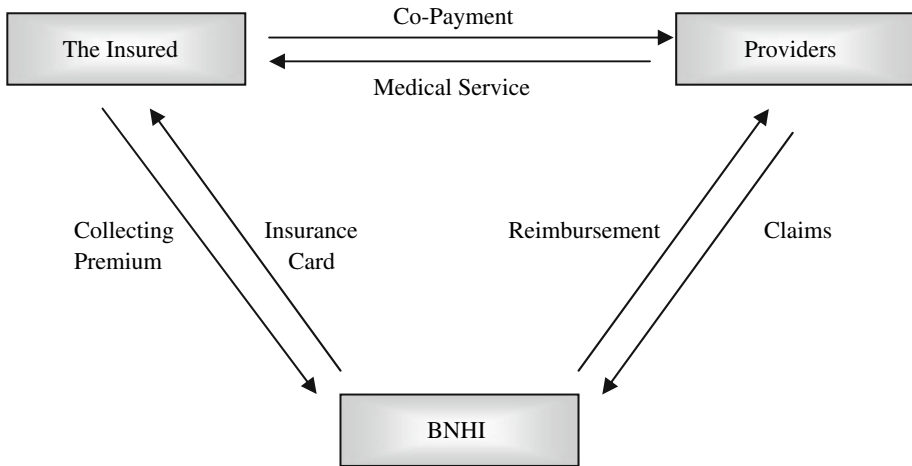 Co-Payment
The Insured
Providers
Medical Service
Collecting
Premium
Insurance
Card
Reimbursement
Claims
BNHI